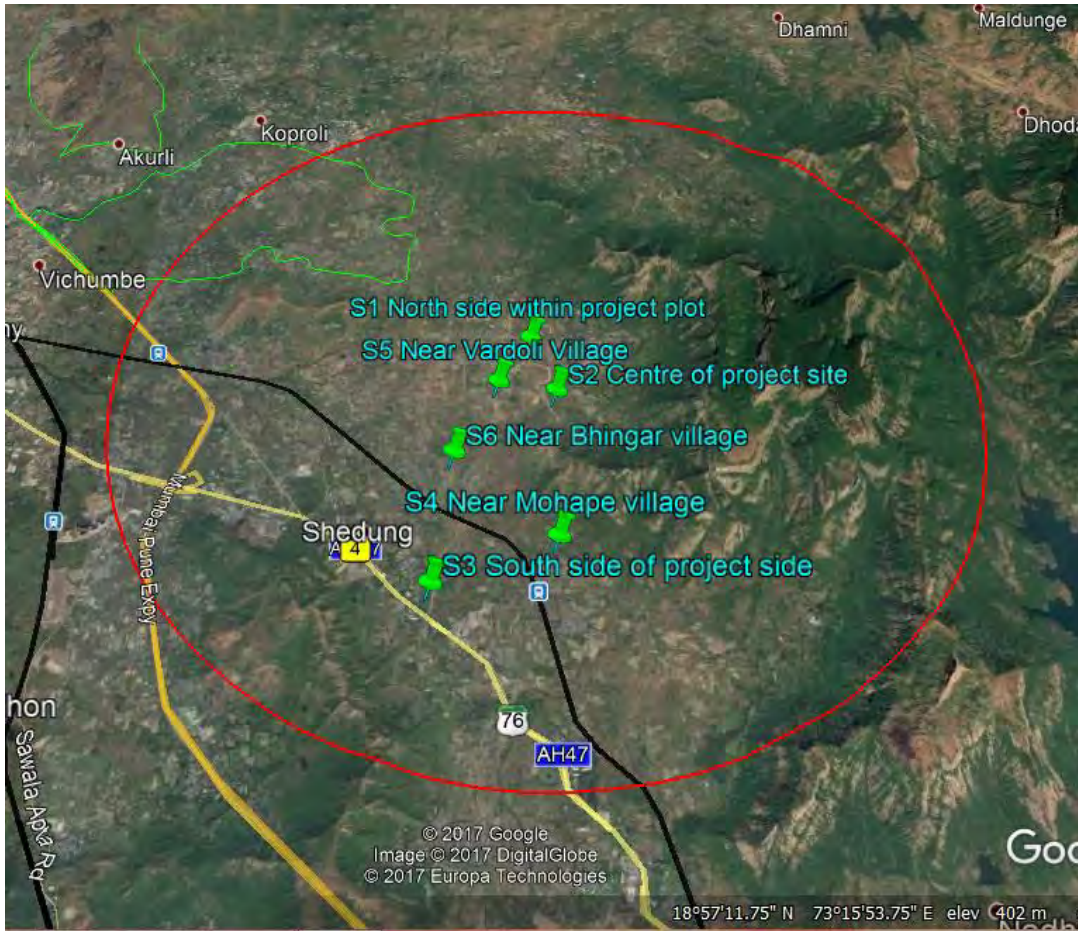 Dhamni
Maldunge
Koproli
Akurli
Vichumbe
S1 North side within project plot
S5 Near Vardoli Village
S2 Centre of project site
S6 Near Bhingar village
S4 Near Mohape village
Shedung
4
S3 South side of project side
Mumbai Pune Expy
76
AH47
hon
Sawala Apta Rd
© 2017 Google
Image © 2017 DigitalGlobe
© 2017 Europa Technologies
18°57'11.75" N 73°15'53.75" E elev 402 m